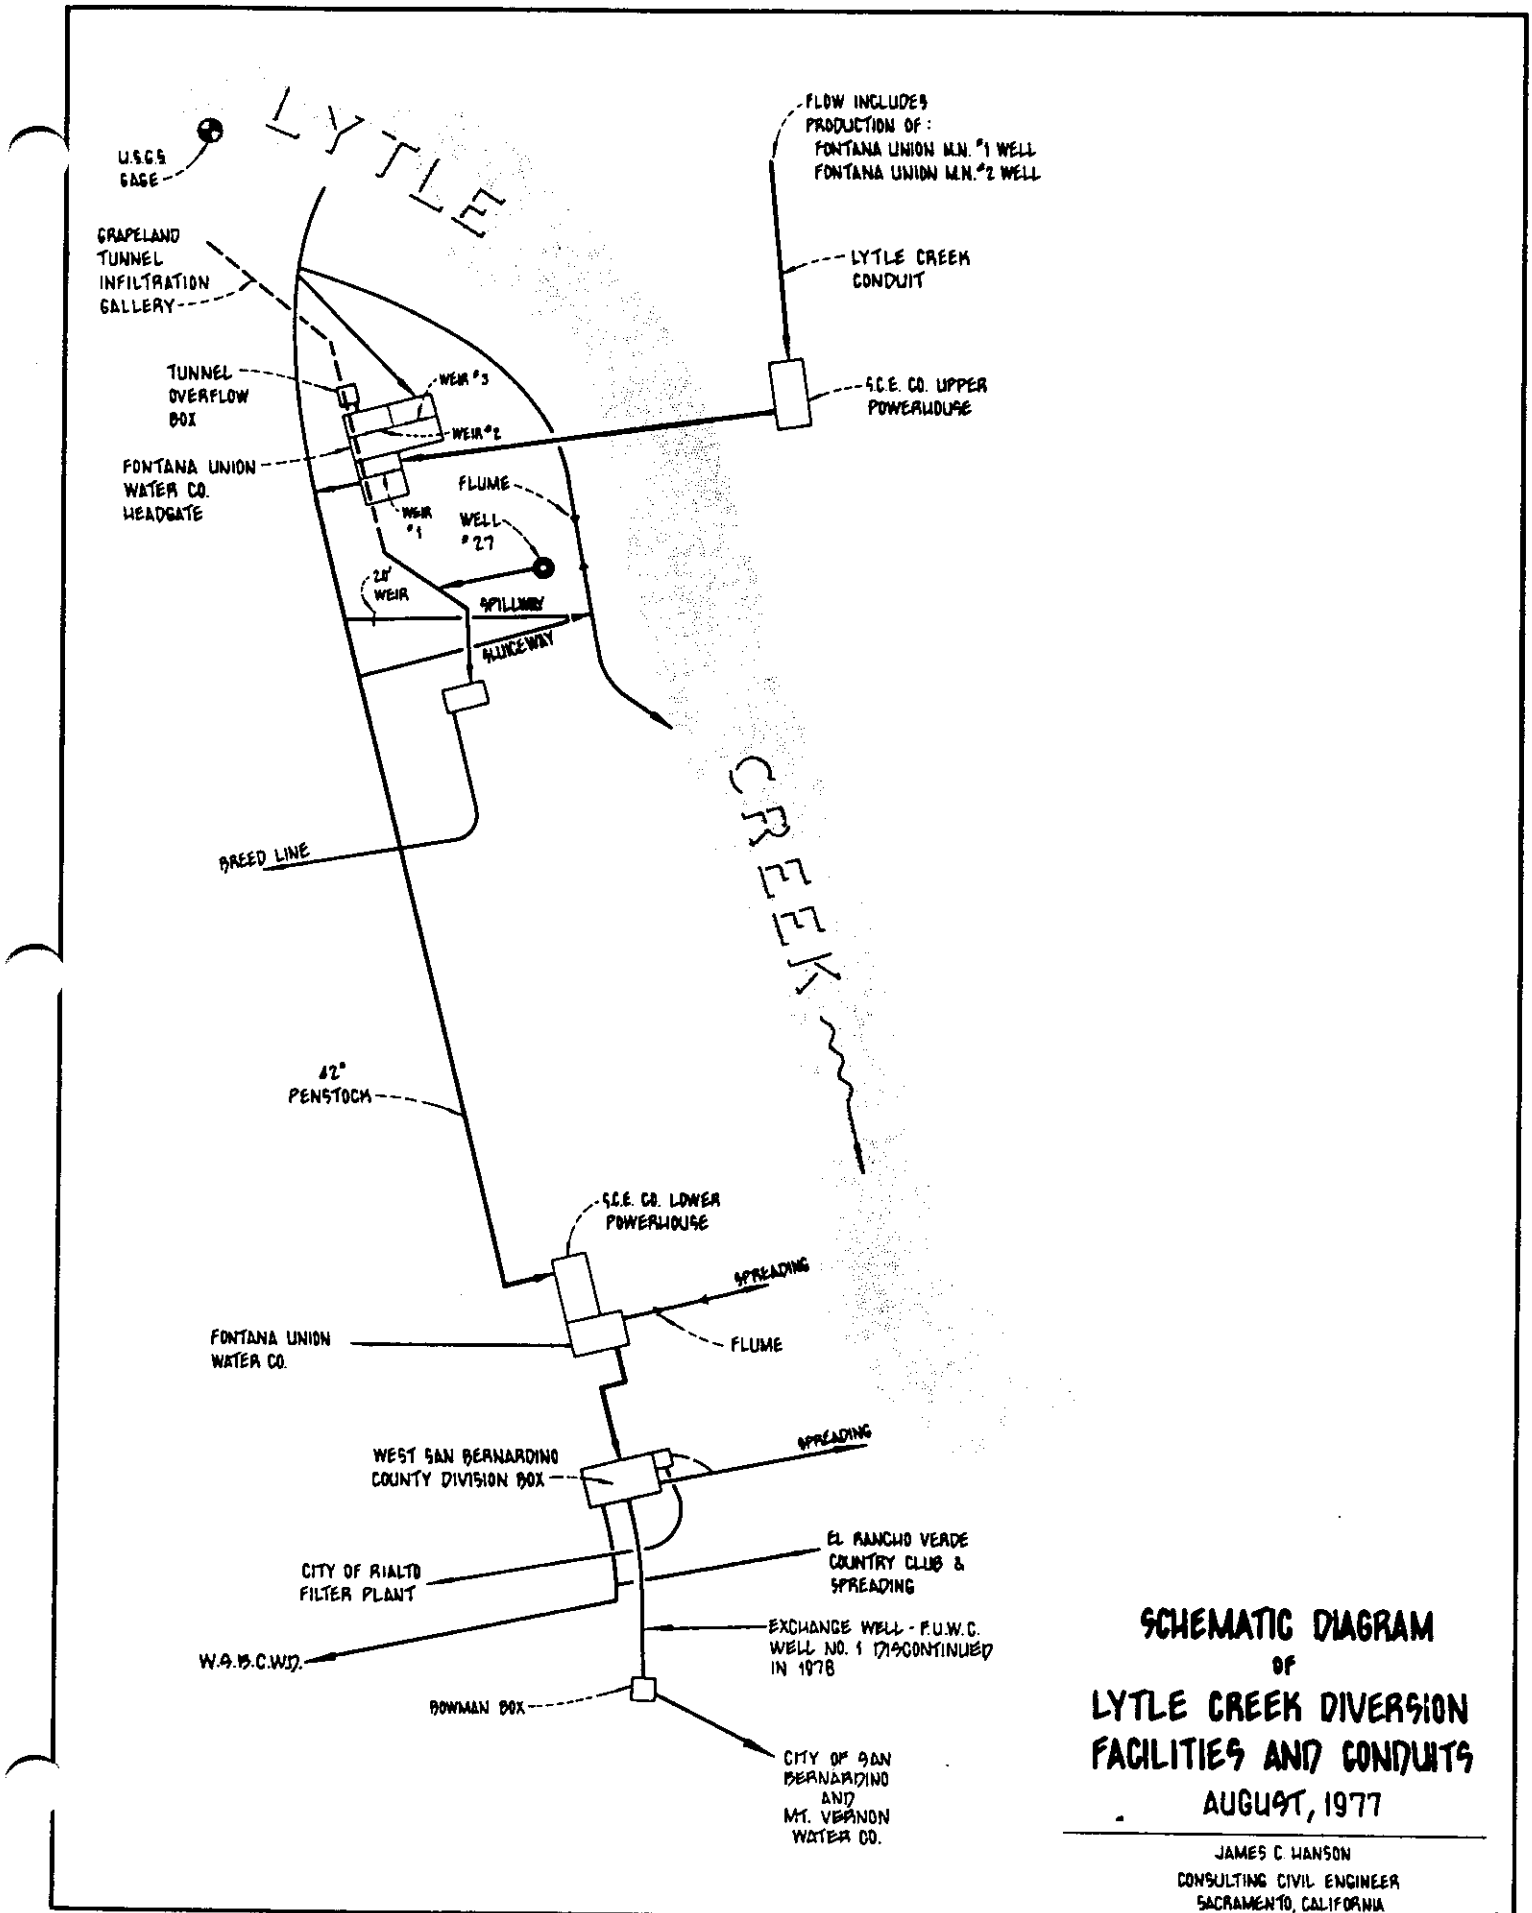 LYTLE
CREEK
U.S.G.S
GAGE
GRAPELAND
TUNNEL
INFILTRATION
GALLERY
TUNNEL
OVERFLOW
BOX
FONTANA UNION
WATER CO.
HEADGATE
WEIR #3
WEIR #2
WEIR
#1
FLUME
WELL
#27
20'
WEIR
SPILLWAY
SLUICEWAY
FLOW INCLUDES
PRODUCTION OF:
FONTANA UNION M.N. #1 WELL
FONTANA UNION M.N. #2 WELL
LYTLE CREEK
CONDUIT
S.C.E. CO. UPPER
POWERHOUSE
BREED LINE
42"
PENSTOCK
S.C.E. CO. LOWER
POWERHOUSE
SPREADING
FLUME
FONTANA UNION
WATER CO.
WEST SAN BERNARDINO
COUNTY DIVISION BOX
SPREADING
CITY OF RIALTO
FILTER PLANT
EL RANCHO VERDE
COUNTRY CLUB &
SPREADING
W.S.B.C.W.D.
EXCHANGE WELL - F.U.W.C.
WELL NO. 1 DISCONTINUED
IN 1978
BOWMAN BOX
CITY OF SAN
BERNARDINO
AND
MT. VERNON
WATER CO.
SCHEMATIC DIAGRAM
OF
LYTLE CREEK DIVERSION
FACILITIES AND CONDUITS
AUGUST, 1977
JAMES C. HANSON
CONSULTING CIVIL ENGINEER
SACRAMENTO, CALIFORNIA